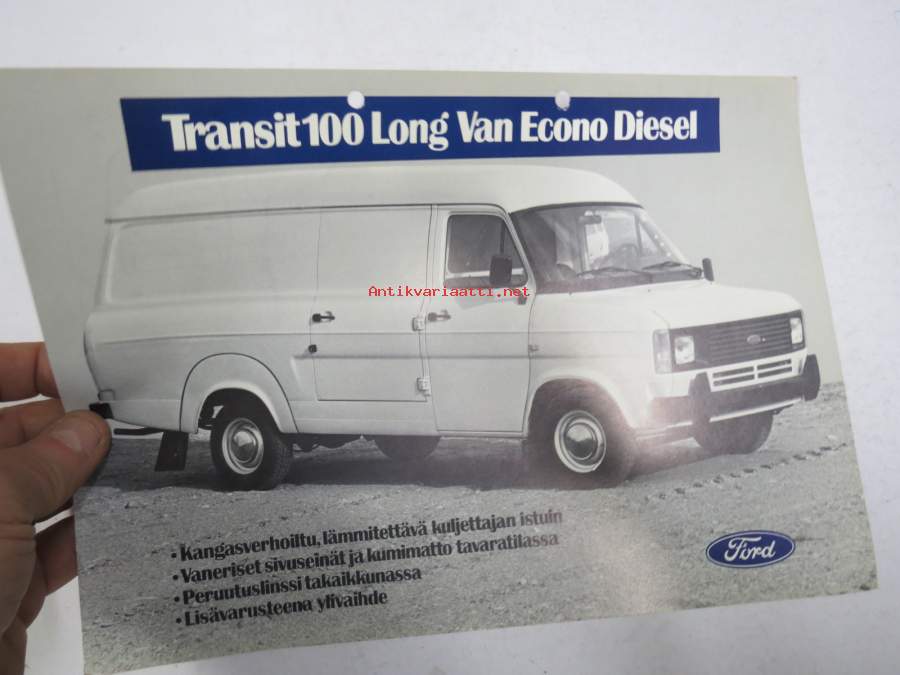 Transit 100 Long Van Econo Diesel
Antikvariaatti.net
• Kangasverhoiltu, lämmitettävä kuljettajan istuin
• Vaneriset sivuseinät ja kumimatto tavaratilassa
• Peruutuslinssi takaikkunassa
• Lisävarusteena ylivaihde
Ford